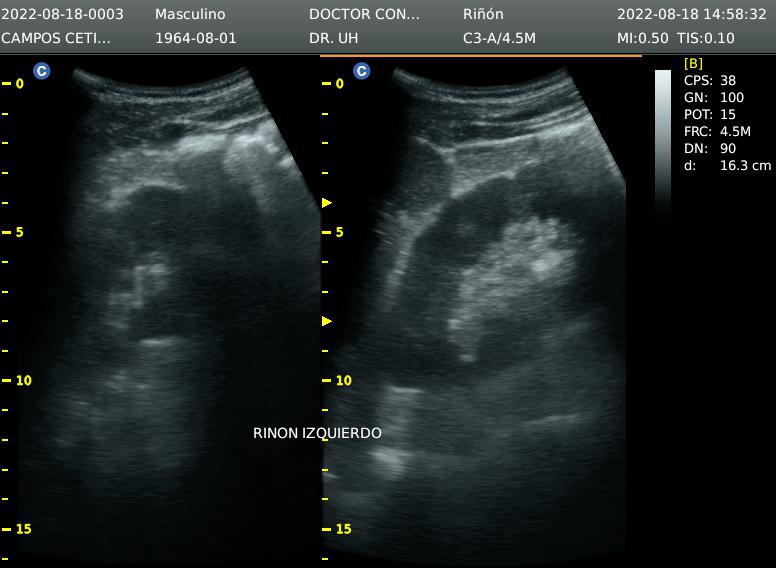 2022-08-18-0003 Masculino DOCTOR CON... Riñón 2022-08-18 14:58:32
CAMPOS CETI... 1964-08-01 DR. UH C3-A/4.5M MI:0.50 TIS:0.10
C
C
[B]
CPS: 38
GN: 100
POT: 15
FRC: 4.5M
DN: 90
d: 16.3 cm
0
5
10
15
0
5
10
15
RINON IZQUIERDO